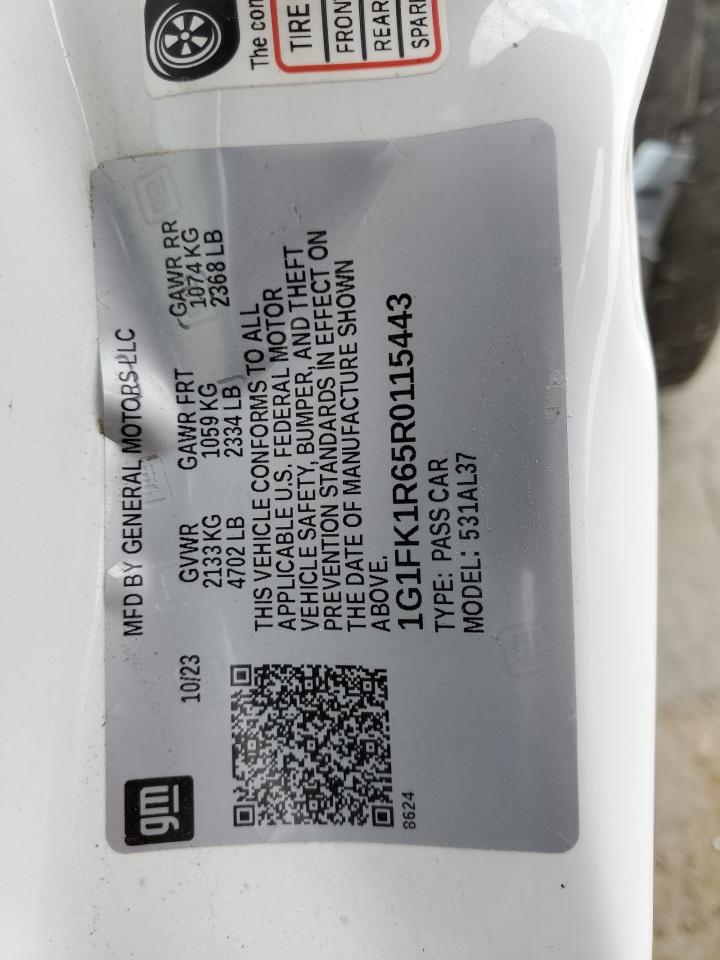 The con
TIRE
FRON
REAR
SPAR
gm
10/23
MFD BY GENERAL MOTORS LLC
GVWR GAWR FRT GAWR RR
2133 KG 1059 KG 1074 KG
4702 LB 2334 LB 2368 LB
THIS VEHICLE CONFORMS TO ALL
APPLICABLE U.S. FEDERAL MOTOR
VEHICLE SAFETY, BUMPER, AND THEFT
PREVENTION STANDARDS IN EFFECT ON
THE DATE OF MANUFACTURE SHOWN
ABOVE.
1G1FK1R65R0115443
TYPE: PASS CAR
MODEL: 531AL37
8624